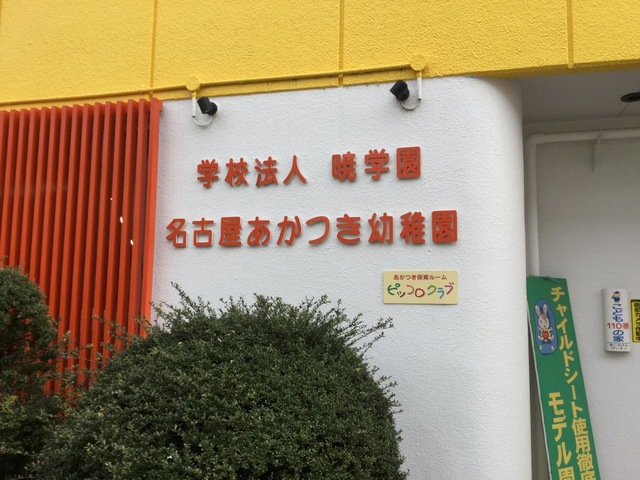 学校法人 暁学園
名古屋あかつき幼稚園
あかつき保育ルーム
ピッコロクラブ
チャイルドシート使用徹底
モデル
こども
110番
の家